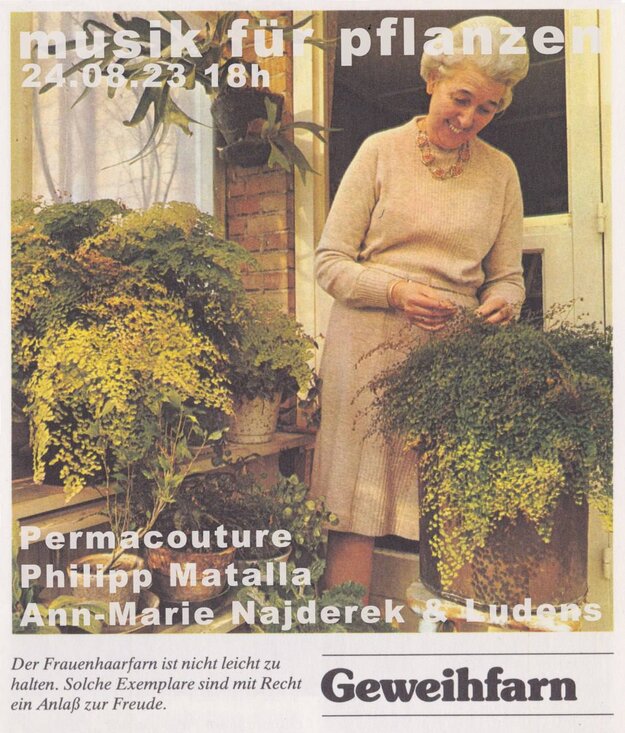 musik für pflanzen
24.08.23 18h
Permacouture
Philipp Matalla
Ann-Marie Najderek & Ludens
Der Frauenhaarfarn ist nicht leicht zu
halten. Solche Exemplare sind mit Recht
ein Anlaß zur Freude.
Geweihfarn